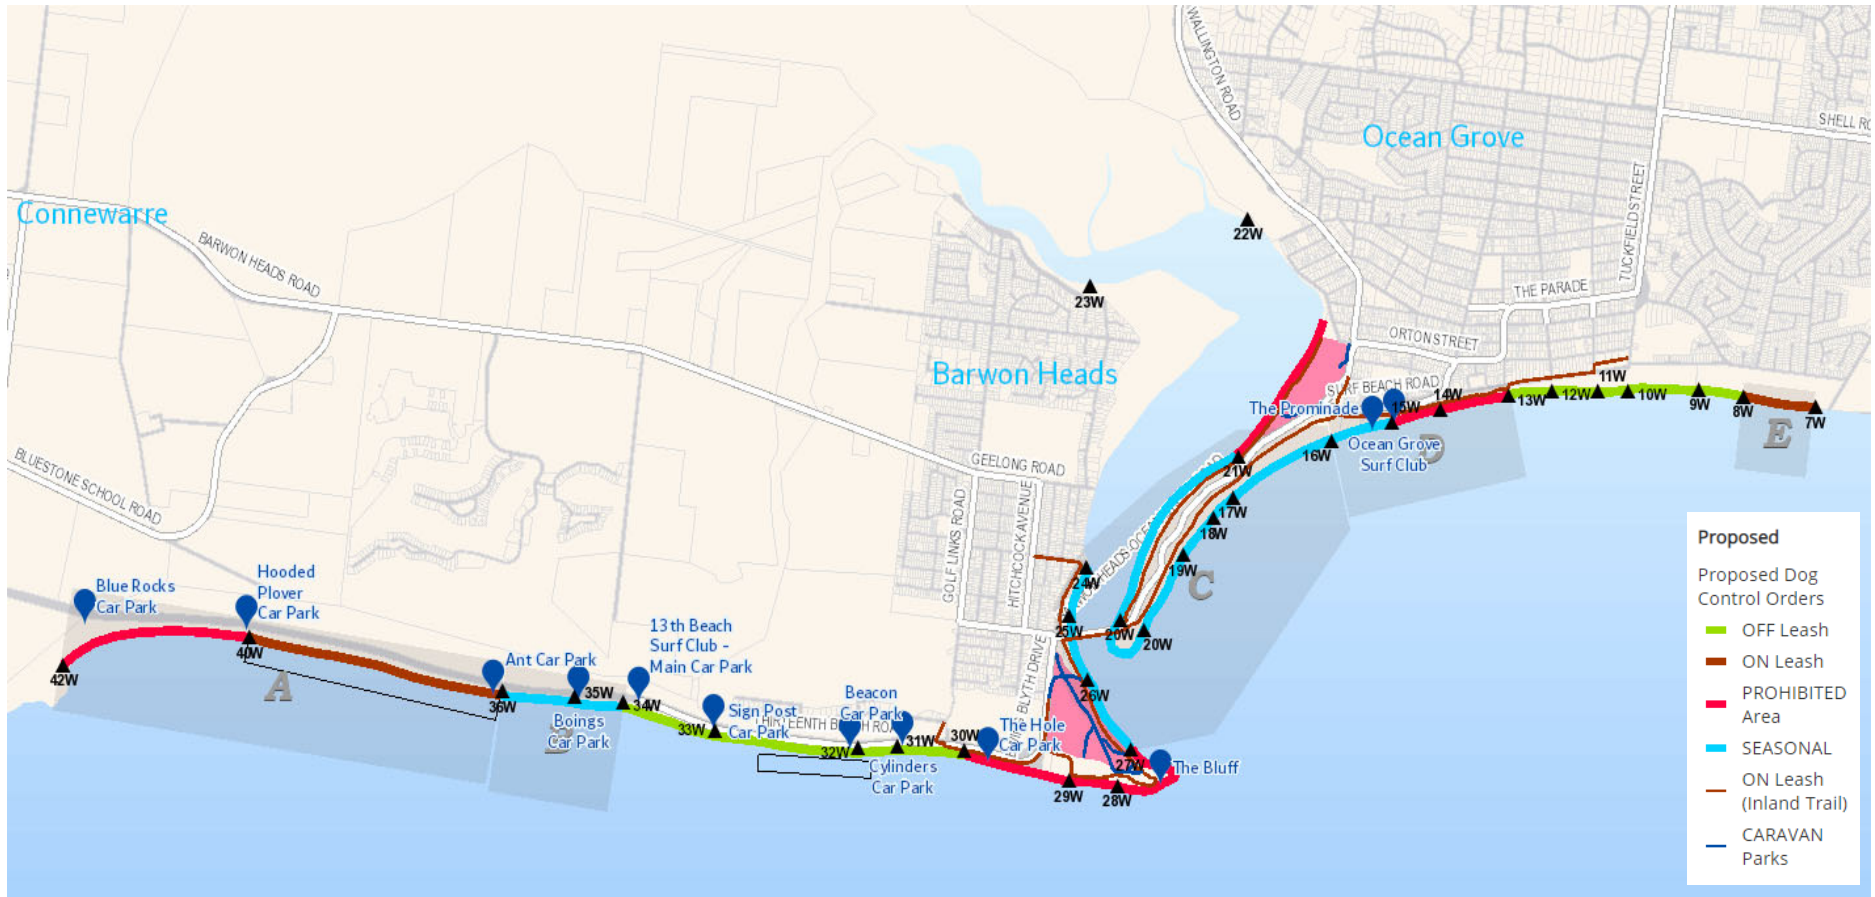 WALLINGTON ROAD
SHELL RO
Ocean Grove
TUCKFIELD STREET
Connewarre
22W
BARWON HEADS ROAD
23W
THE PARADE
ORTON STREET
Barwon Heads
SURF BEACH ROAD
11W
14W
15W
13W
12W
10W
9W
8W
7W
The Prominade
Ocean Grove
Surf Club
16W
D
E
GEELONG ROAD
21W
BLUESTONE SCHOOL ROAD
GOLF LINKS ROAD
HITCHCOCK AVENUE
17W
18W
19W
C
24W
25W
20W
20W
Blue Rocks
Car Park
Hooded
Plover
Car Park
40W
42W
A
Ant Car Park
36W
35W
Boings
Car Park
B
13th Beach
Surf Club -
Main Car Park
34W
33W
Sign Post
Car Park
Beacon
Car Park
32W
31W
Cylinders
Car Park
30W
The Hole
Car Park
BLYTH DRIVE
26W
27W
The Bluff
29W
28W
Proposed
Proposed Dog
Control Orders
OFF Leash
ON Leash
PROHIBITED
Area
SEASONAL
ON Leash
(Inland Trail)
CARAVAN
Parks